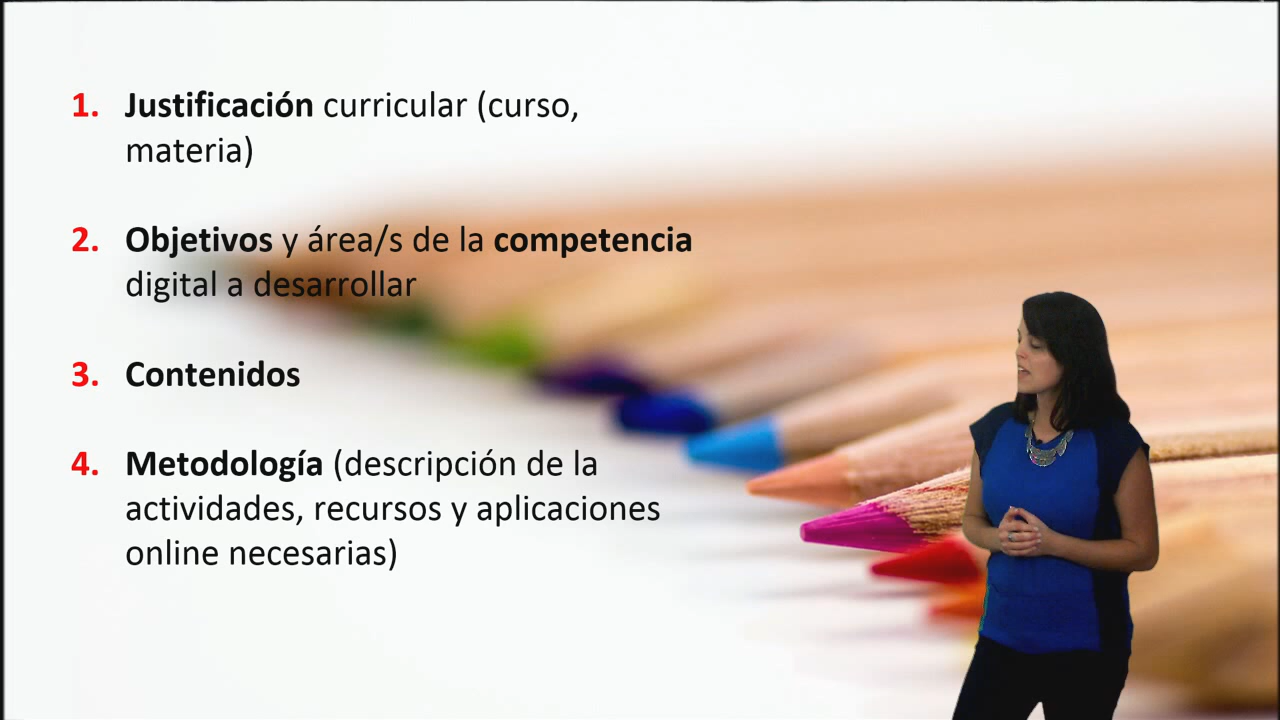 1. Justificación curricular (curso,
materia)
2. Objetivos y área/s de la competencia
digital a desarrollar
3. Contenidos
4. Metodología (descripción de la
actividades, recursos y aplicaciones
online necesarias)